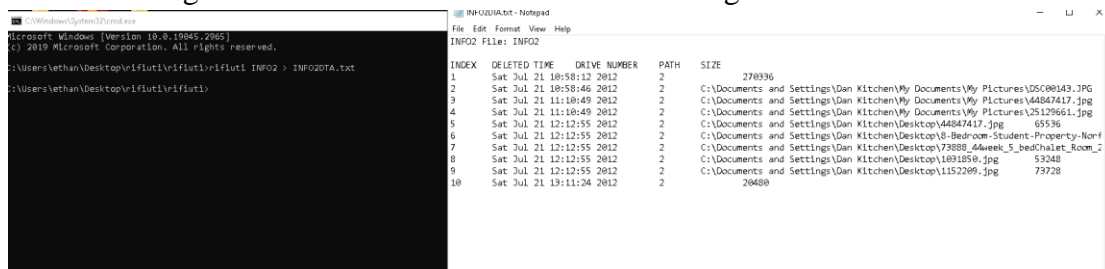 C:\Windows\System32\cmd.exe
Microsoft Windows [Version 10.0.19045.2965]
(c) 2019 Microsoft Corporation. All rights reserved.
C:\Users\ethan\Desktop\rifiuti\rifiuti>rifiuti INFO2 > INFO2DTA.txt
C:\Users\ethan\Desktop\rifiuti\rifiuti>
INFO2DTA.txt - Notepad
File Edit Format View Help
INFO2 File: INFO2
INDEX DELETED TIME DRIVE NUMBER PATH SIZE
1 Sat Jul 21 10:58:12 2012 2 270336
2 Sat Jul 21 10:58:46 2012 2 C:\Documents and Settings\Dan Kitchen\My Documents\My Pictures\DSC00143.JPG
3 Sat Jul 21 11:10:49 2012 2 C:\Documents and Settings\Dan Kitchen\My Documents\My Pictures\44847417.jpg
4 Sat Jul 21 11:10:49 2012 2 C:\Documents and Settings\Dan Kitchen\My Documents\My Pictures\25129661.jpg
5 Sat Jul 21 12:12:55 2012 2 C:\Documents and Settings\Dan Kitchen\Desktop\44847417.jpg 65536
6 Sat Jul 21 12:12:55 2012 2 C:\Documents and Settings\Dan Kitchen\Desktop\8-Bedroom-Student-Property-Norf
7 Sat Jul 21 12:12:55 2012 2 C:\Documents and Settings\Dan Kitchen\Desktop\73888_44week_5_bedChalet_Room_2
8 Sat Jul 21 12:12:55 2012 2 C:\Documents and Settings\Dan Kitchen\Desktop\1031850.jpg 53248
9 Sat Jul 21 12:12:55 2012 2 C:\Documents and Settings\Dan Kitchen\Desktop\1152209.jpg 73728
10 Sat Jul 21 13:11:24 2012 2 20480